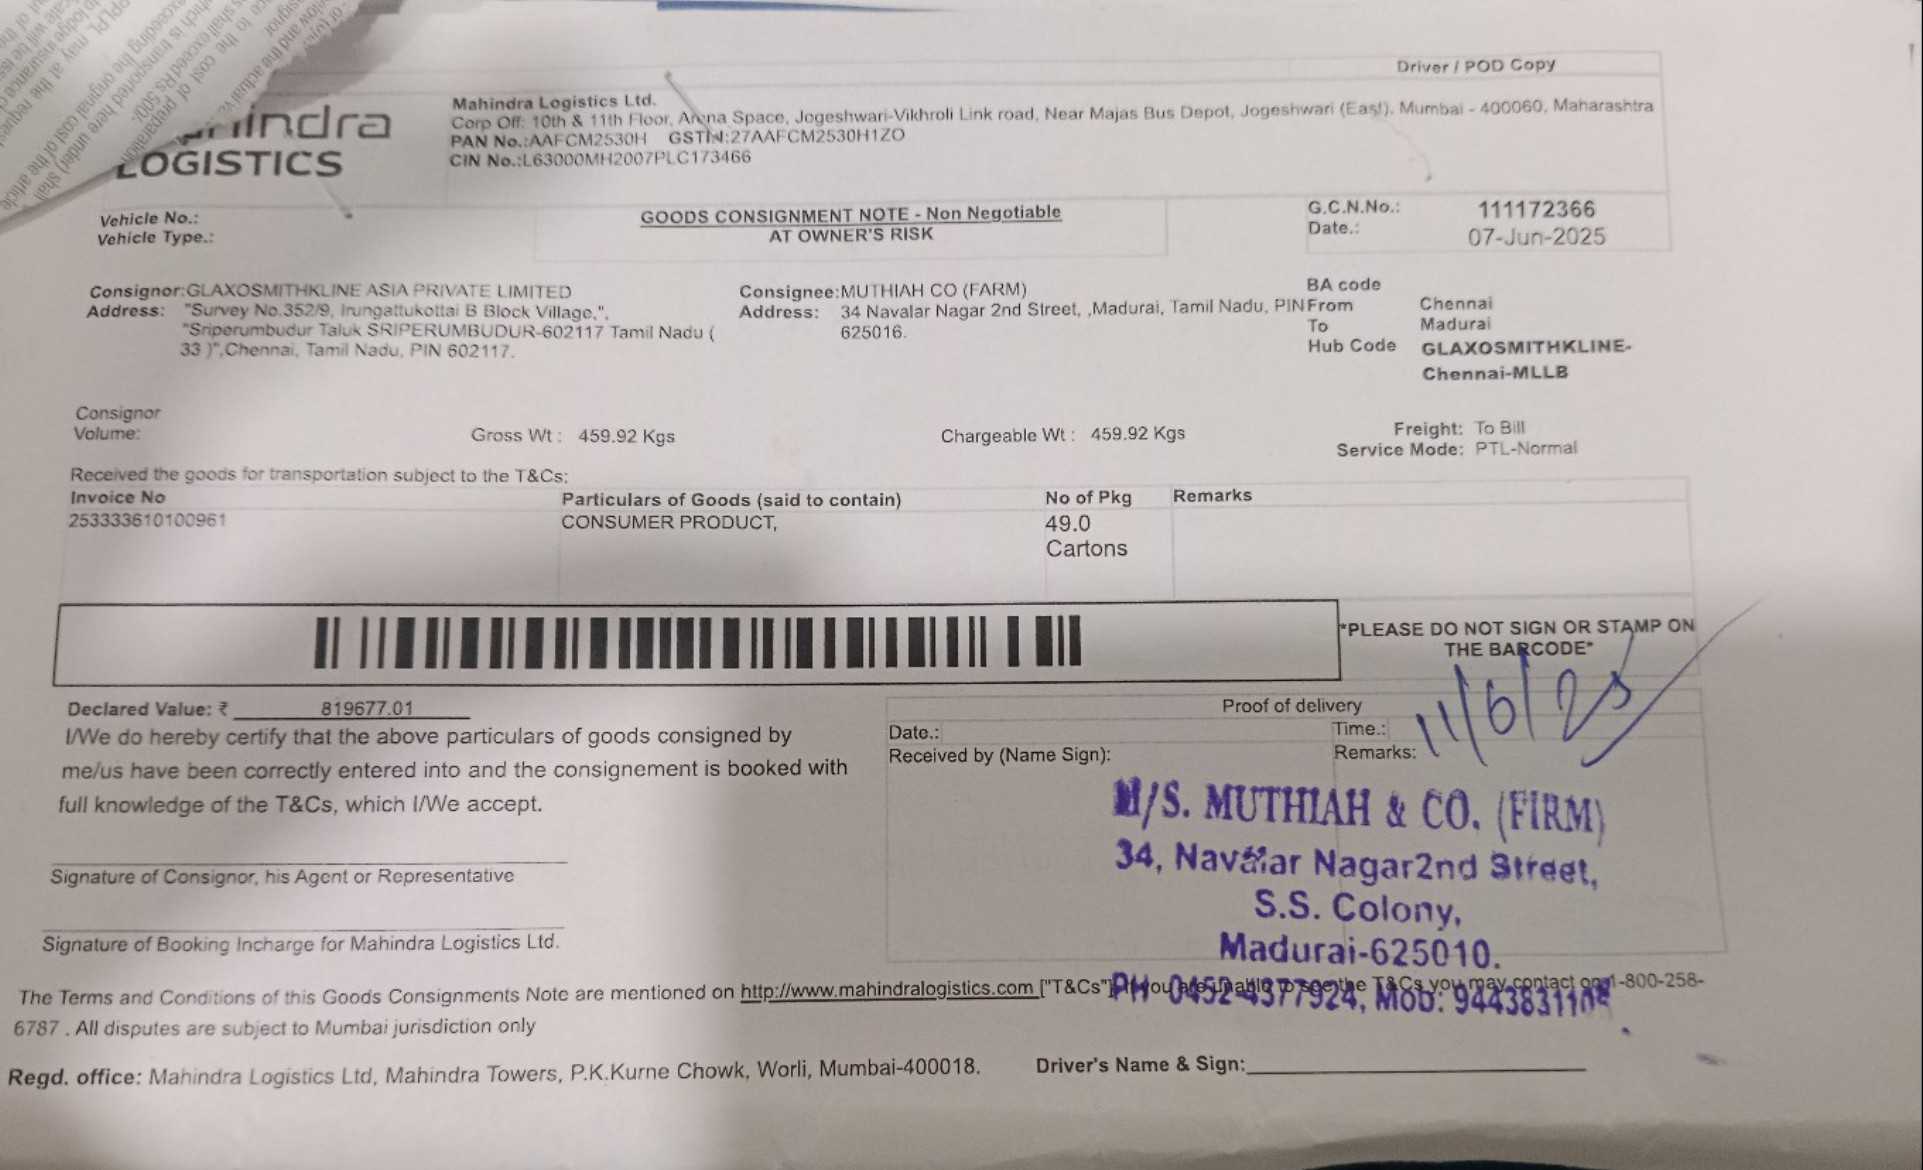 Driver / POD Copy
LOGISTICS
Mahindra Logistics Ltd.
Corp Off: 10th & 11th Floor, Arena Space, Jogeshwari-Vikhroli Link road, Near Majas Bus Depot, Jogeshwari (East), Mumbai - 400060, Maharashtra
PAN No.:AAFCM2530H GSTIN:27AAFCM2530H1ZO
CIN No.:L63000MH2007PLC173466
Vehicle No.:
Vehicle Type.:
GOODS CONSIGNMENT NOTE - Non Negotiable
AT OWNER'S RISK
G.C.N.No.: 111172366
Date.: 07-Jun-2025
Consignor:GLAXOSMITHKLINE ASIA PRIVATE LIMITED
Address: "Survey No.352/9, Irungattukottai B Block Village,",
"Sriperumbudur Taluk SRIPERUMBUDUR-602117 Tamil Nadu (
33 )",Chennai, Tamil Nadu, PIN 602117.
Consignee:MUTHIAH CO (FARM)
Address: 34 Navalar Nagar 2nd Street, ,Madurai, Tamil Nadu, PIN
625016.
BA code
From Chennai
To Madurai
Hub Code GLAXOSMITHKLINE-
Chennai-MLLB
Consignor
Volume:
Gross Wt : 459.92 Kgs
Chargeable Wt : 459.92 Kgs
Freight: To Bill
Service Mode: PTL-Normal
Received the goods for transportation subject to the T&Cs:
Invoice No Particulars of Goods (said to contain) No of Pkg Remarks
253333610100961 CONSUMER PRODUCT, 49.0
Cartons
*PLEASE DO NOT SIGN OR STAMP ON
THE BARCODE*
Declared Value: ₹ 819677.01
I/We do hereby certify that the above particulars of goods consigned by
me/us have been correctly entered into and the consignement is booked with
full knowledge of the T&Cs, which I/We accept.
Proof of delivery
Date.: Time.:
Received by (Name Sign): Remarks:
11/6/25
M/S. MUTHIAH & CO. (FIRM)
34, Navalar Nagar2nd Street,
S.S. Colony,
Madurai-625010.
PH 0452-4377924, Mob:
Signature of Consignor, his Agent or Representative
Signature of Booking Incharge for Mahindra Logistics Ltd.
The Terms and Conditions of this Goods Consignments Note are mentioned on http://www.mahindralogistics.com ["T&Cs"] you are unable to see the T&Cs you may contact on 1-800-258-
6787 . All disputes are subject to Mumbai jurisdiction only
Regd. office: Mahindra Logistics Ltd, Mahindra Towers, P.K.Kurne Chowk, Worli, Mumbai-400018.
Driver's Name & Sign: